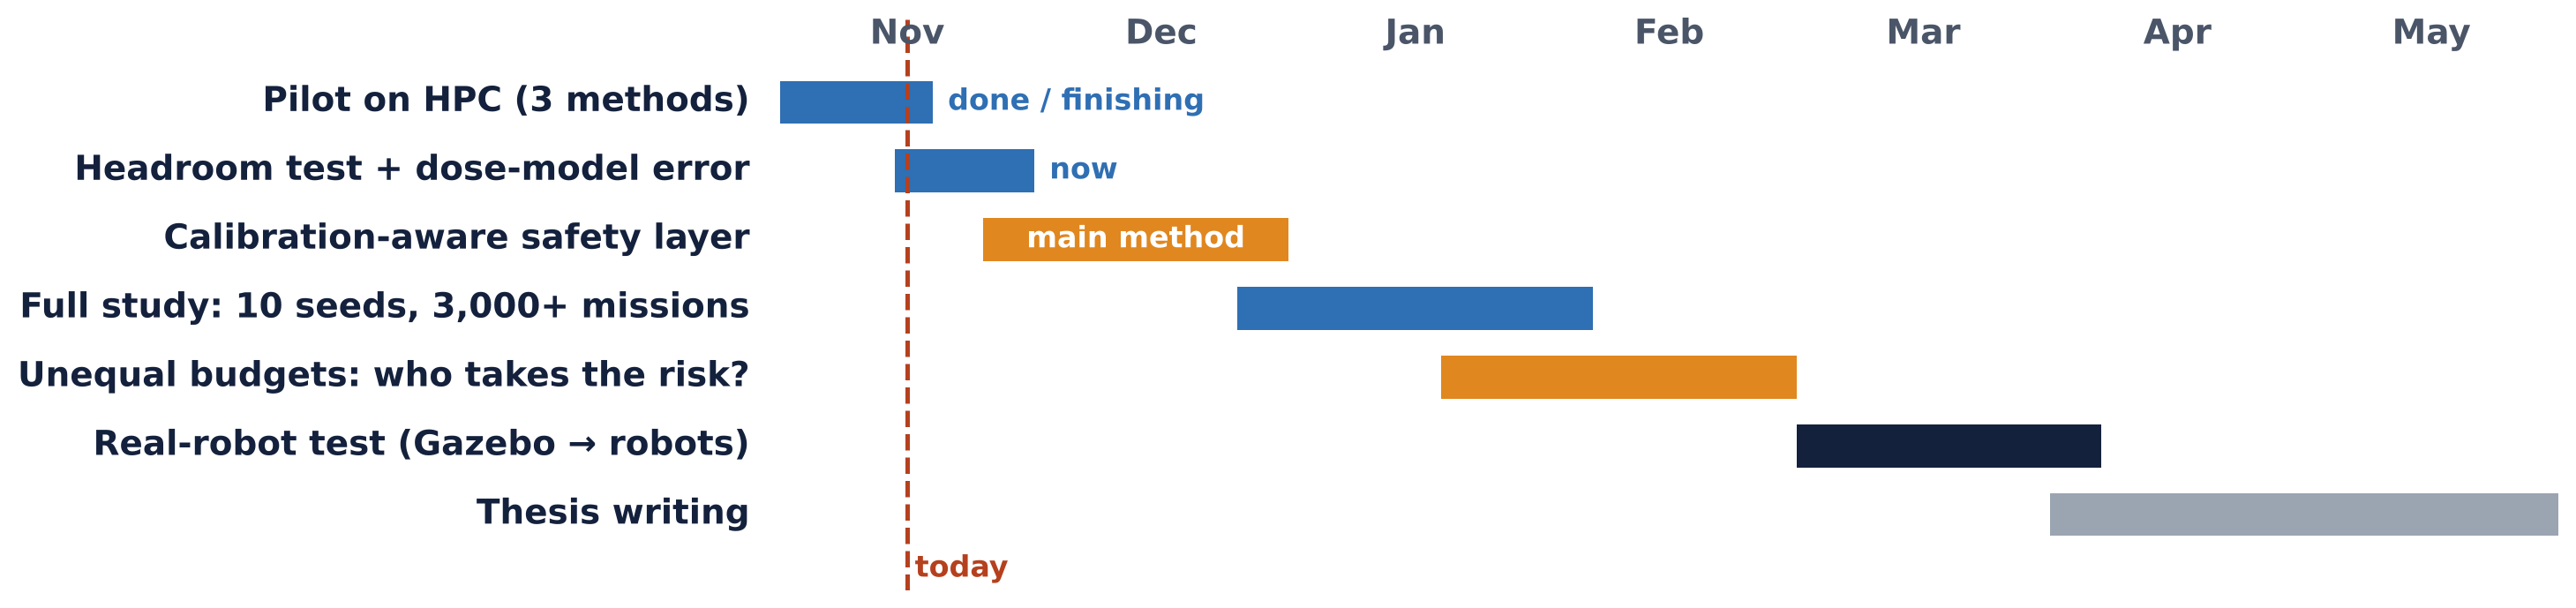 Nov Dec Jan Feb Mar Apr May
Pilot on HPC (3 methods) done / finishing
Headroom test + dose-model error now
Calibration-aware safety layer main method
Full study: 10 seeds, 3,000+ missions
Unequal budgets: who takes the risk?
Real-robot test (Gazebo → robots)
Thesis writing
today